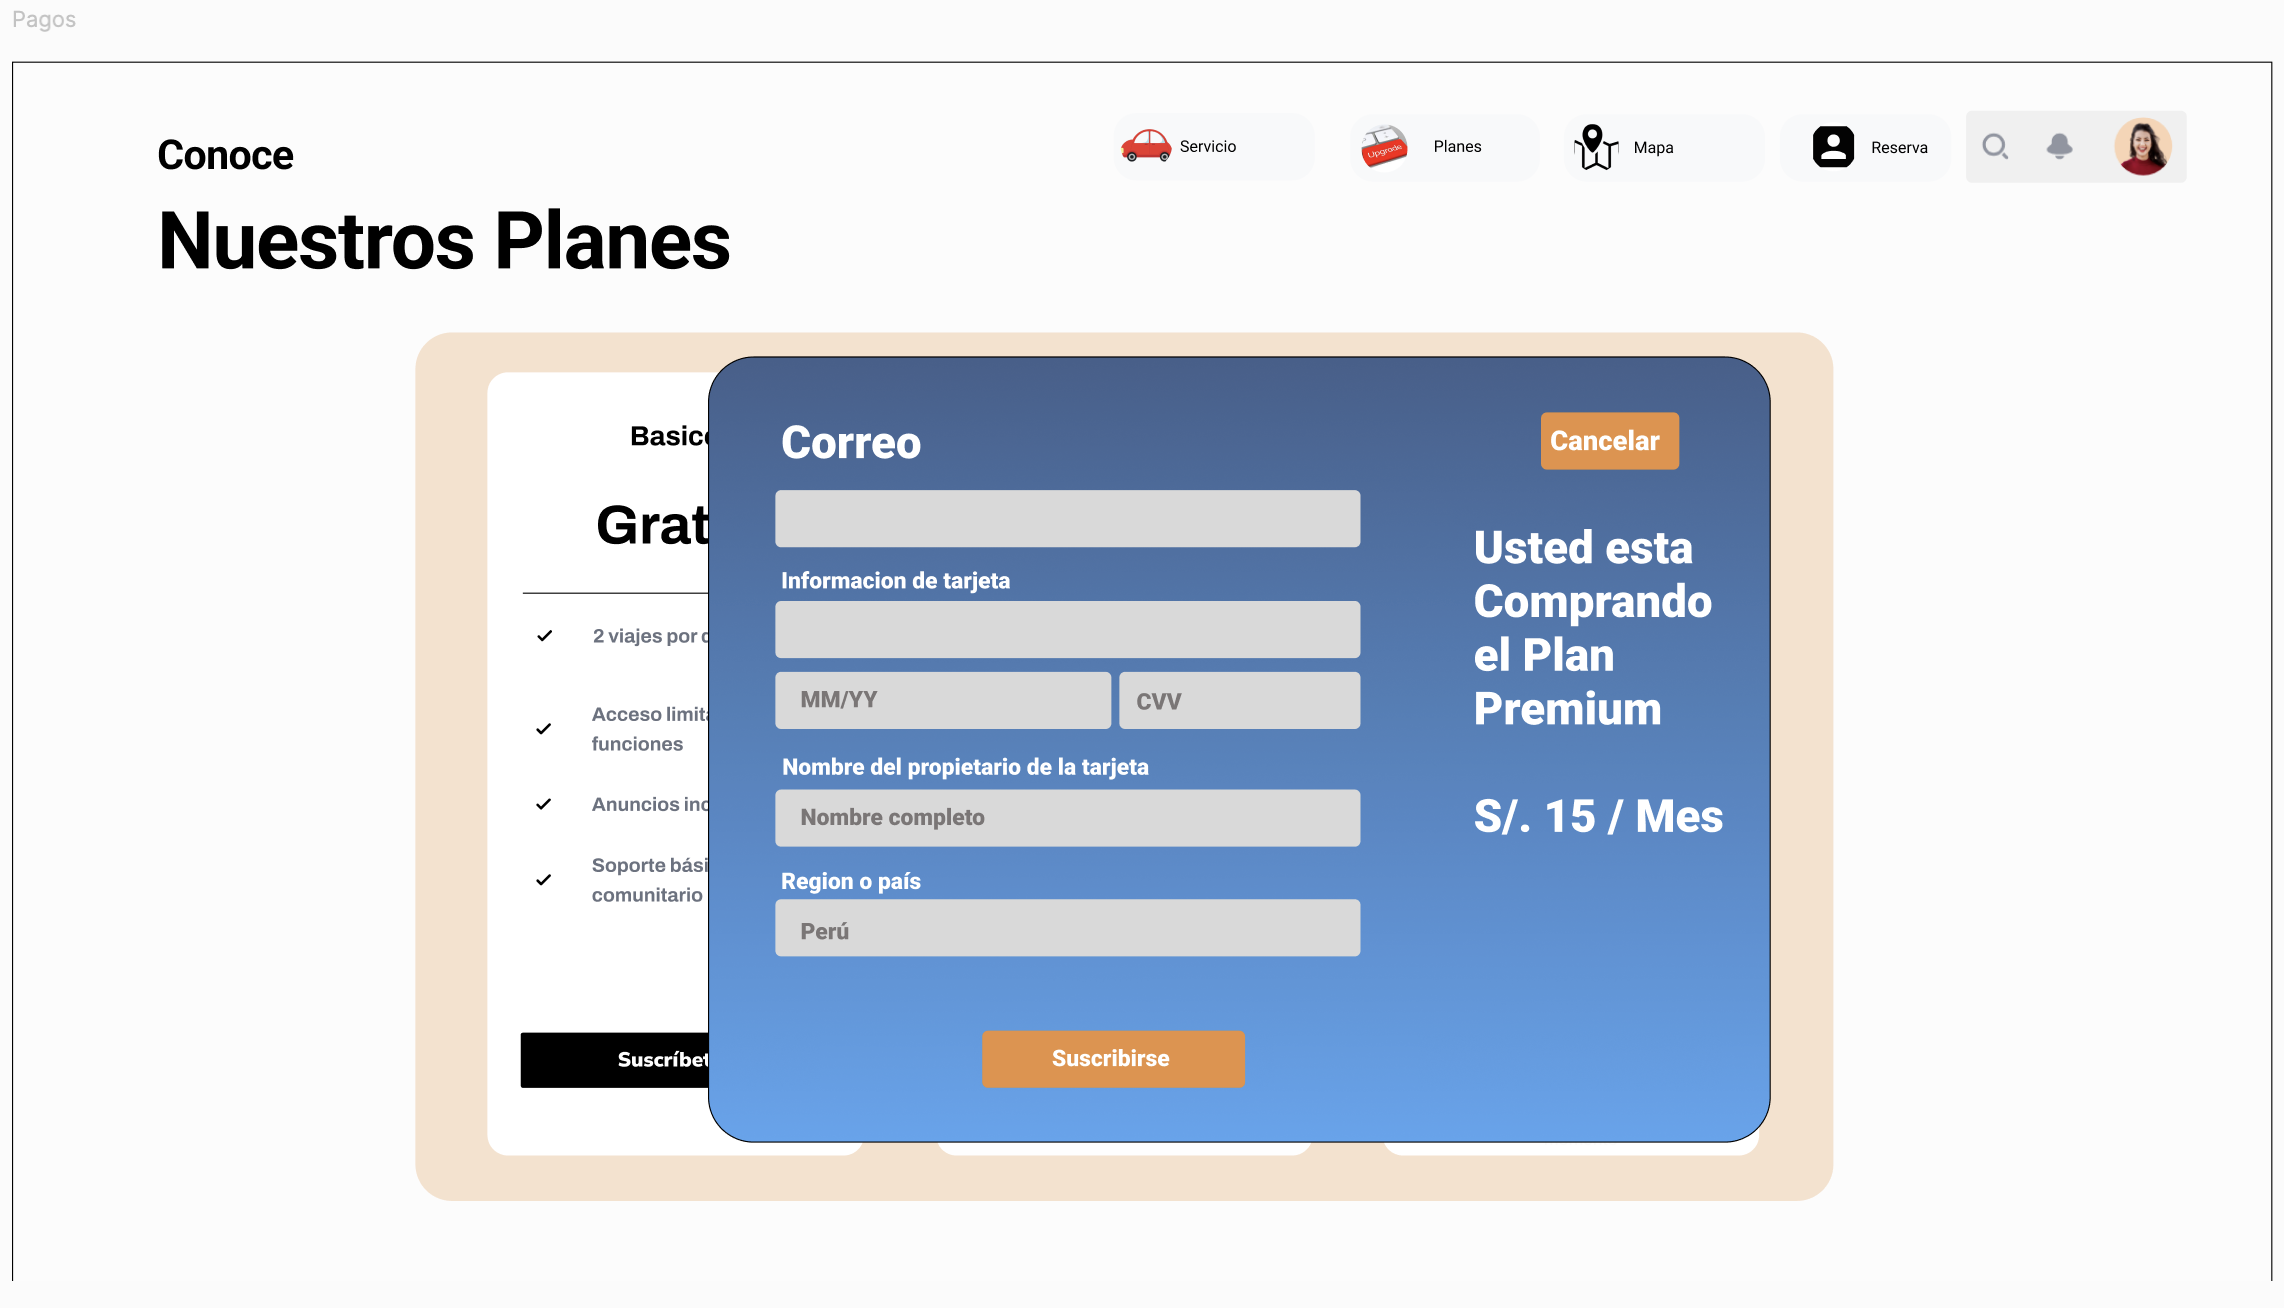 Pagos
Conoce
Nuestros Planes
Servicio
Upgrade
Planes
Mapa
Reserva
Basico
Grat
2 viajes por d
Acceso limita
funciones
Anuncios inc
Soporte bási
comunitario
Suscríbet
Correo
Informacion de tarjeta
MM/YY
CVV
Nombre del propietario de la tarjeta
Nombre completo
Region o país
Perú
Suscribirse
Cancelar
Usted esta
Comprando
el Plan
Premium
S/. 15 / Mes